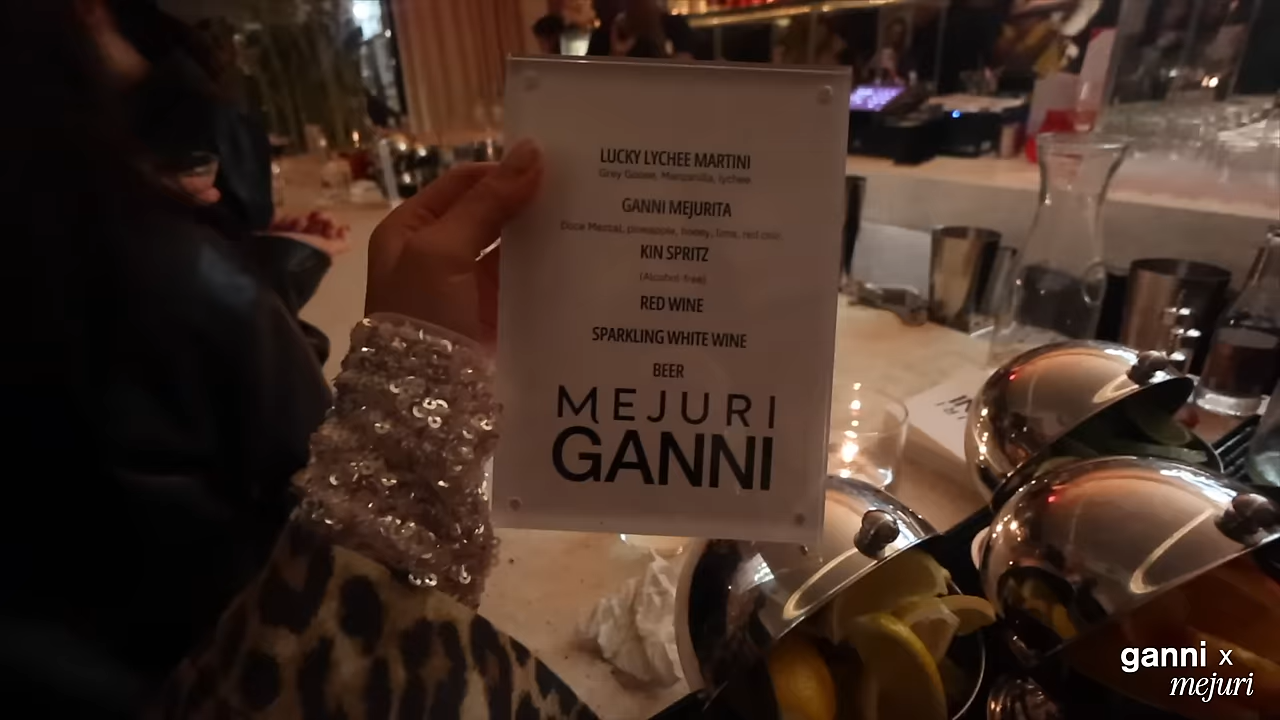 LUCKY LYCHEE MARTINI
Grey Goose, Manzanilla, lychee
GANNI MEJURITA
Doce Mezcal, pineapple, honey, lime, red chili
KIN SPRITZ
(Alcohol-free)
RED WINE
SPARKLING WHITE WINE
BEER
MEJURI
GANNI
ganni x
mejuri